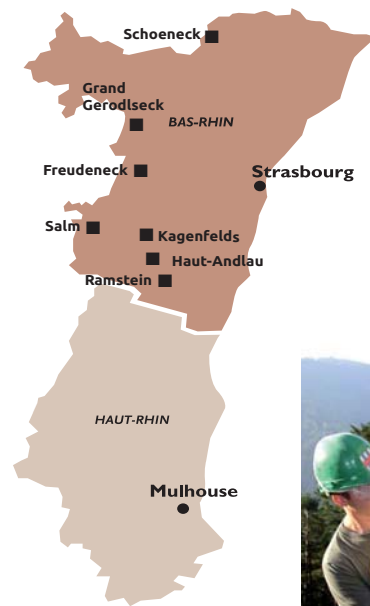 Schoeneck
Grand
Gerodlseck
BAS-RHIN
Freudeneck
Strasbourg
Salm
Kagenfelds
Haut-Andlau
Ramstein
HAUT-RHIN
Mulhouse